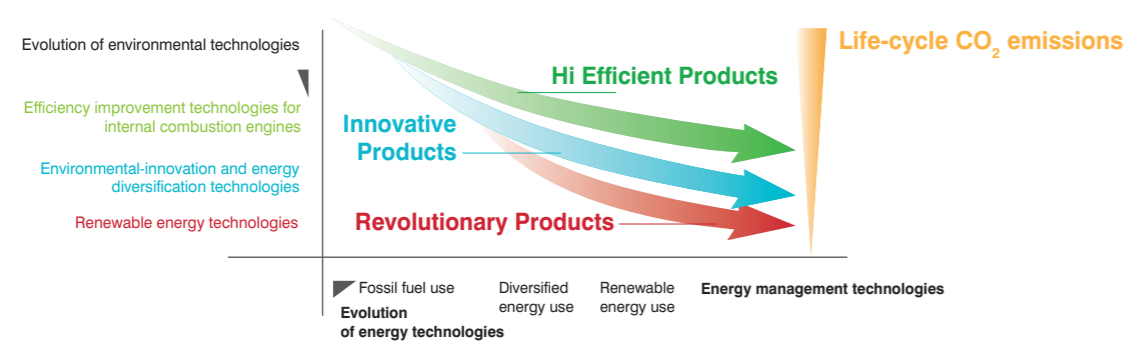 Evolution of environmental technologies
Efficiency improvement technologies for
internal combustion engines
Environmental-innovation and energy
diversification technologies
Renewable energy technologies
Hi Efficient Products
Innovative
Products
Revolutionary Products
Life-cycle CO₂ emissions
Fossil fuel use
Diversified
energy use
Renewable
energy use
Energy management technologies
Evolution
of energy technologies